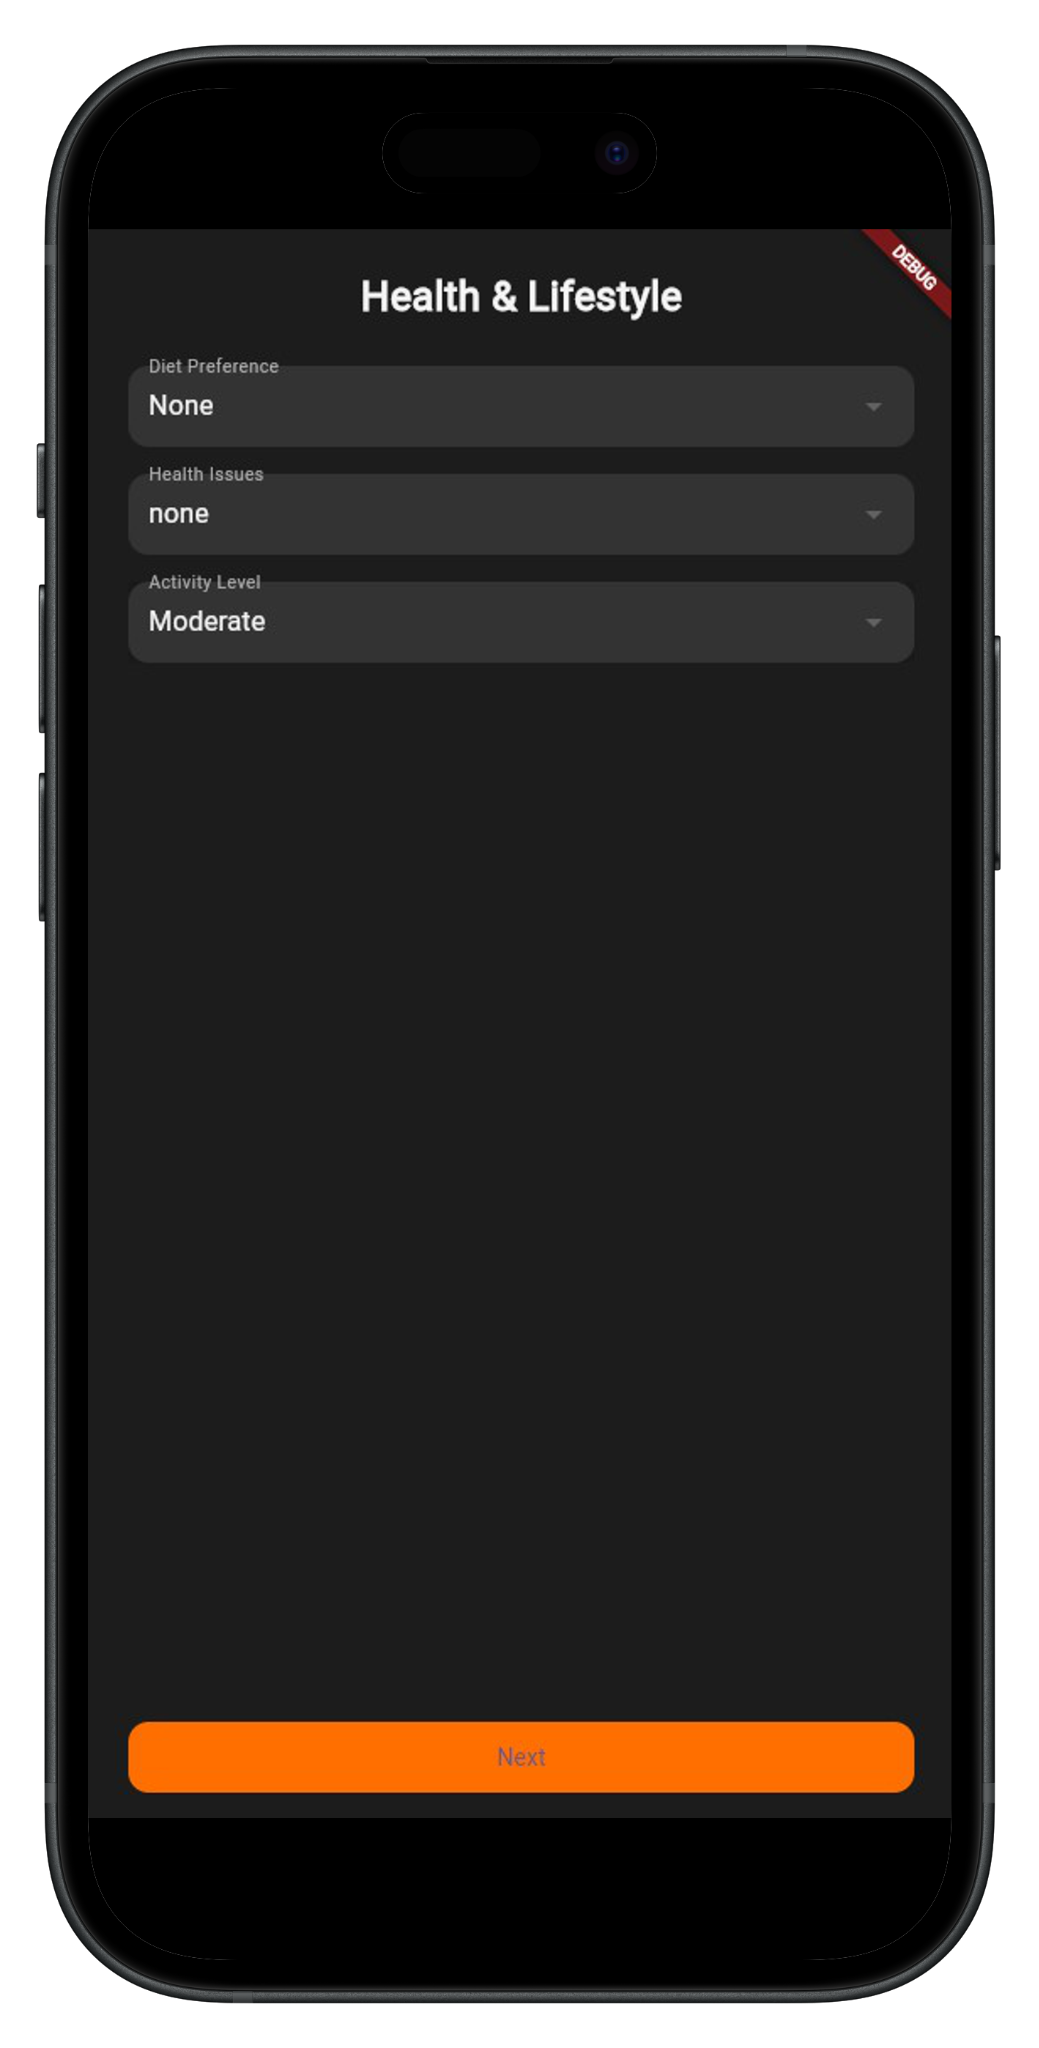 DEBUG
Health & Lifestyle
Diet Preference
None
Health Issues
none
Activity Level
Moderate
Next